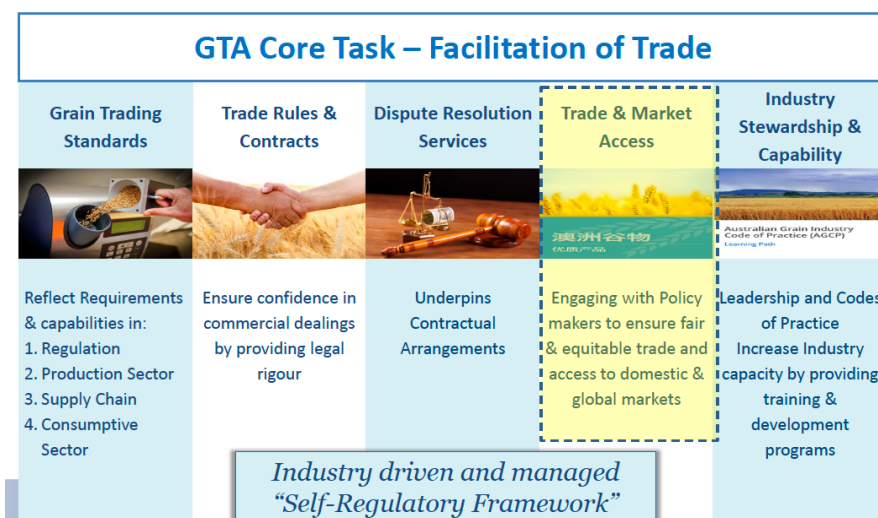 GTA Core Task – Facilitation of Trade
Grain Trading
Standards
Reflect Requirements
& capabilities in:
1. Regulation
2. Production Sector
3. Supply Chain
4. Consumptive
Sector
Trade Rules &
Contracts
Ensure confidence in
commercial dealings
by providing legal
rigour
Dispute Resolution
Services
Underpins
Contractual
Arrangements
Trade & Market
Access
澳洲谷物
优质产品
Engaging with Policy
makers to ensure fair
& equitable trade and
access to domestic &
global markets
Industry
Stewardship &
Capability
Australian Grain Industry
Code of Practice (AGCP)
Learning Path
Leadership and Codes
of Practice
Increase Industry
capacity by providing
training &
development
programs
Industry driven and managed
“Self-Regulatory Framework”